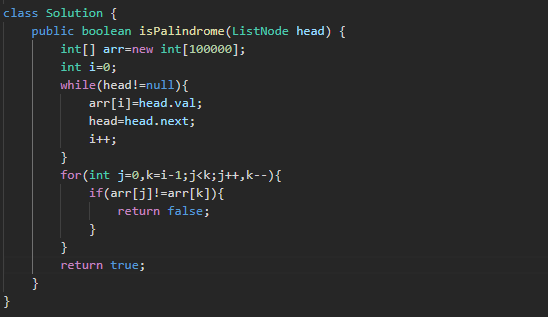 class Solution {
    public boolean isPalindrome(ListNode head) {
        int[] arr=new int[100000];
        int i=0;
        while(head!=null){
            arr[i]=head.val;
            head=head.next;
            i++;
        }
        for(int j=0,k=i-1;j<k;j++,k--){
            if(arr[j]!=arr[k]){
                return false;
            }
        }
        return true;
    }
}